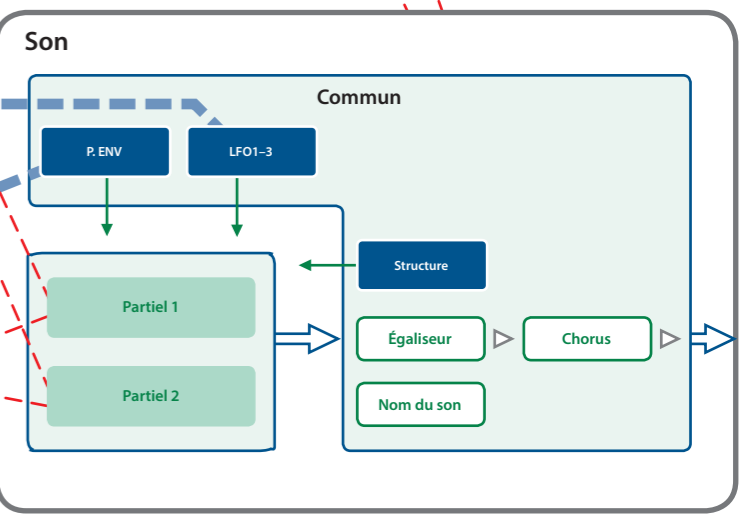 Son
Commun
P. ENV
LFO1–3
Structure
Partiel 1
Égaliseur
Chorus
Partiel 2
Nom du son